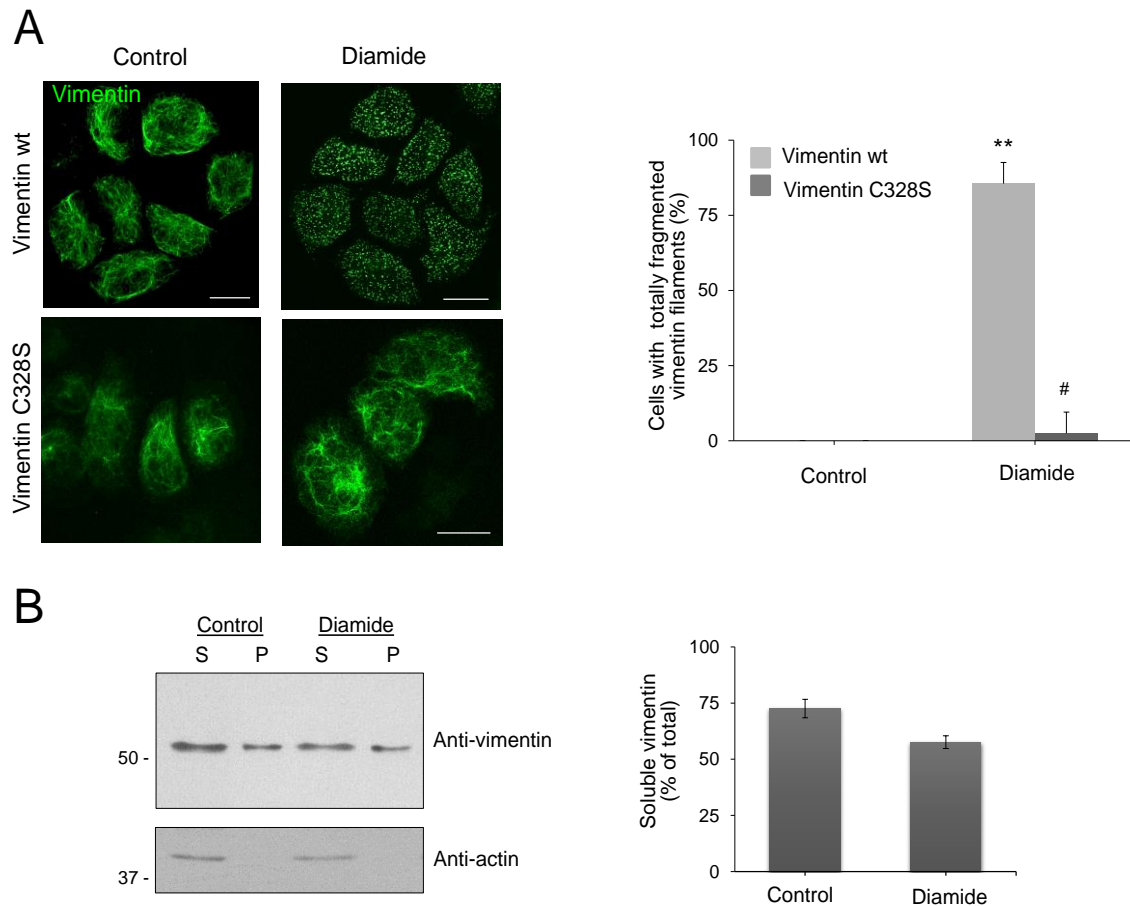 A
Control
Diamide
Vimentin
Vimentin wt
Vimentin C328S
100
75
50
25
0
Cells with totally fragmented
vimentin filaments (%)
Vimentin wt
Vimentin C328S
**
#
Control
Diamide
B
Control
Diamide
S
P
S
P
50 -
37 -
Anti-vimentin
Anti-actin
100
75
50
25
0
Soluble vimentin
(% of total)
Control
Diamide